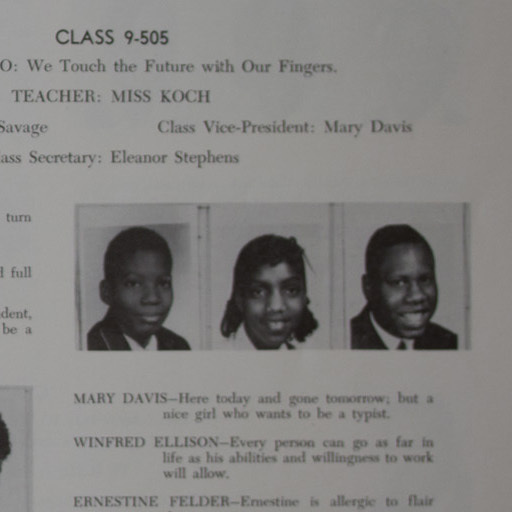 CLASS 9-505
O: We Touch the Future with Our Fingers.
TEACHER: MISS KOCH
Savage Class Vice-President: Mary Davis
ass Secretary: Eleanor Stephens
turn
full
dent,
be a
MARY DAVIS—Here today and gone tomorrow; but a
nice girl who wants to be a typist.
WINFRED ELLISON—Every person can go as far in
life as his abilities and willingness to work
will allow.
ERNESTINE FELDER—Ernestine is allergic to flair